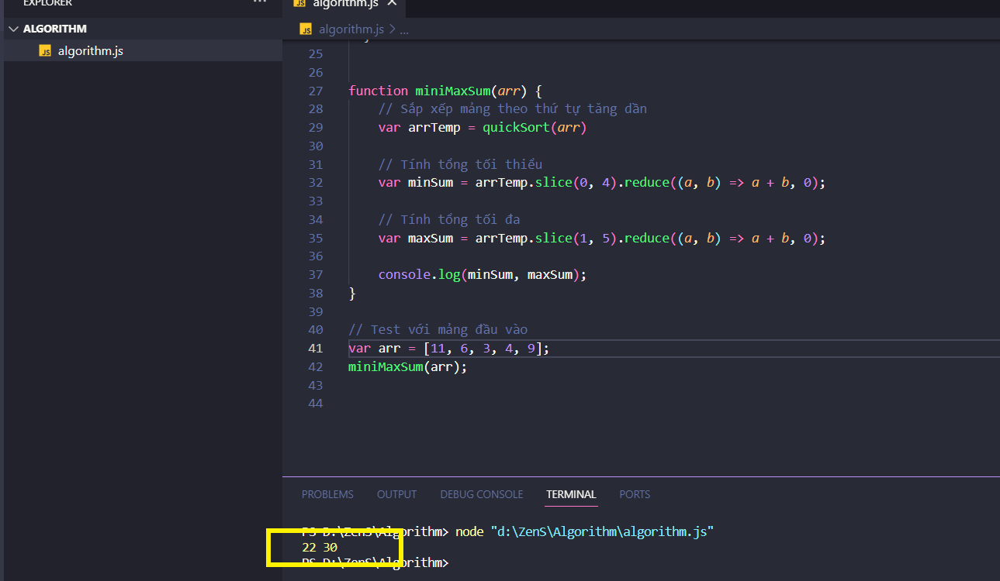 EXPLORER
...
algorithm.js
ALGORITHM
JS algorithm.js
JS algorithm.js > ...
25
26
27 function miniMaxSum(arr) {
28 // Sắp xếp mảng theo thứ tự tăng dần
29 var arrTemp = quickSort(arr)
30
31 // Tính tổng tối thiểu
32 var minSum = arrTemp.slice(0, 4).reduce((a, b) => a + b, 0);
33
34 // Tính tổng tối đa
35 var maxSum = arrTemp.slice(1, 5).reduce((a, b) => a + b, 0);
36
37 console.log(minSum, maxSum);
38 }
39
40 // Test với mảng đầu vào
41 var arr = [11, 6, 3, 4, 9];
42 miniMaxSum(arr);
43
44
PROBLEMS OUTPUT DEBUG CONSOLE TERMINAL PORTS
PS D:\ZenS\Algorithm> node "d:\ZenS\Algorithm\algorithm.js"
22 30
PS D:\ZenS\Algorithm>